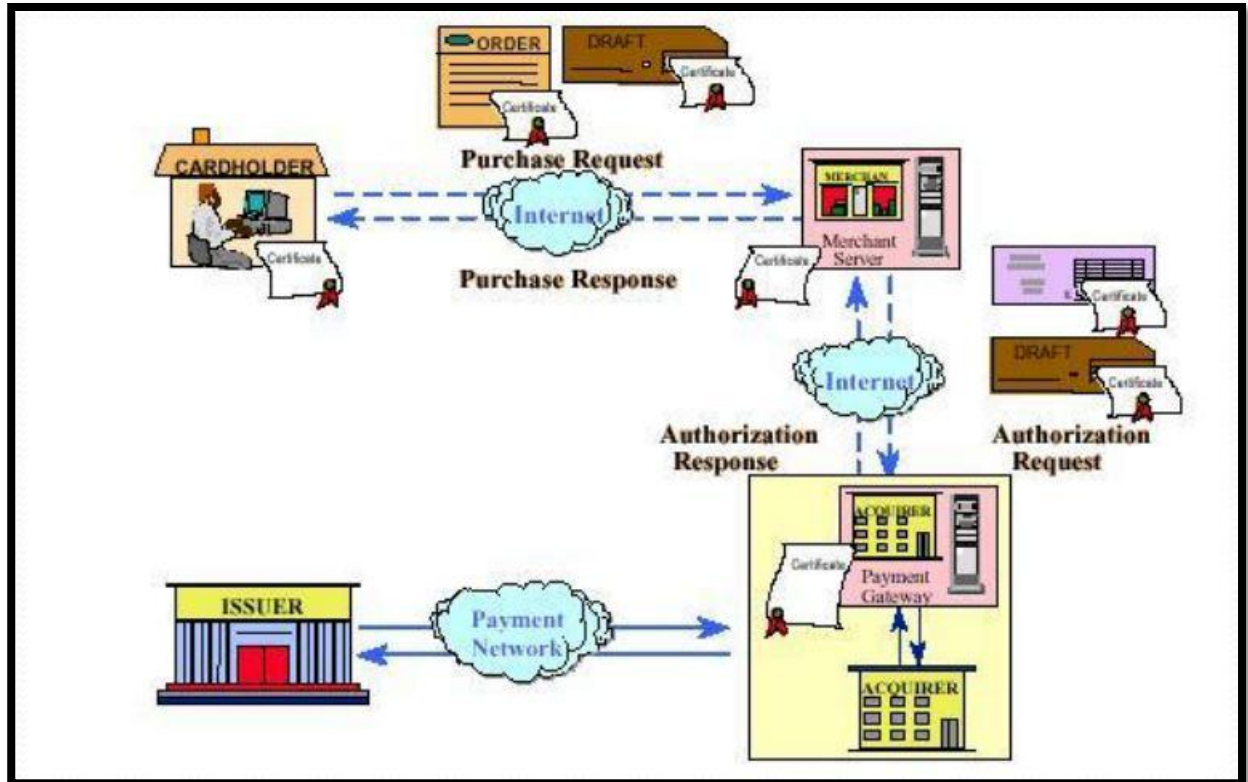 ORDER
DRAFT
Certificate
Certificate
Purchase Request
CARDHOLDER
Certificate
Internet
Purchase Response
MERCHAN
Merchant
Server
Certificate
Certificate
DRAFT
Certificate
Internet
Authorization
Response
Authorization
Request
ACQUIRER
Certificate
Payment
Gateway
ISSUER
Payment
Network
ACQUIRER